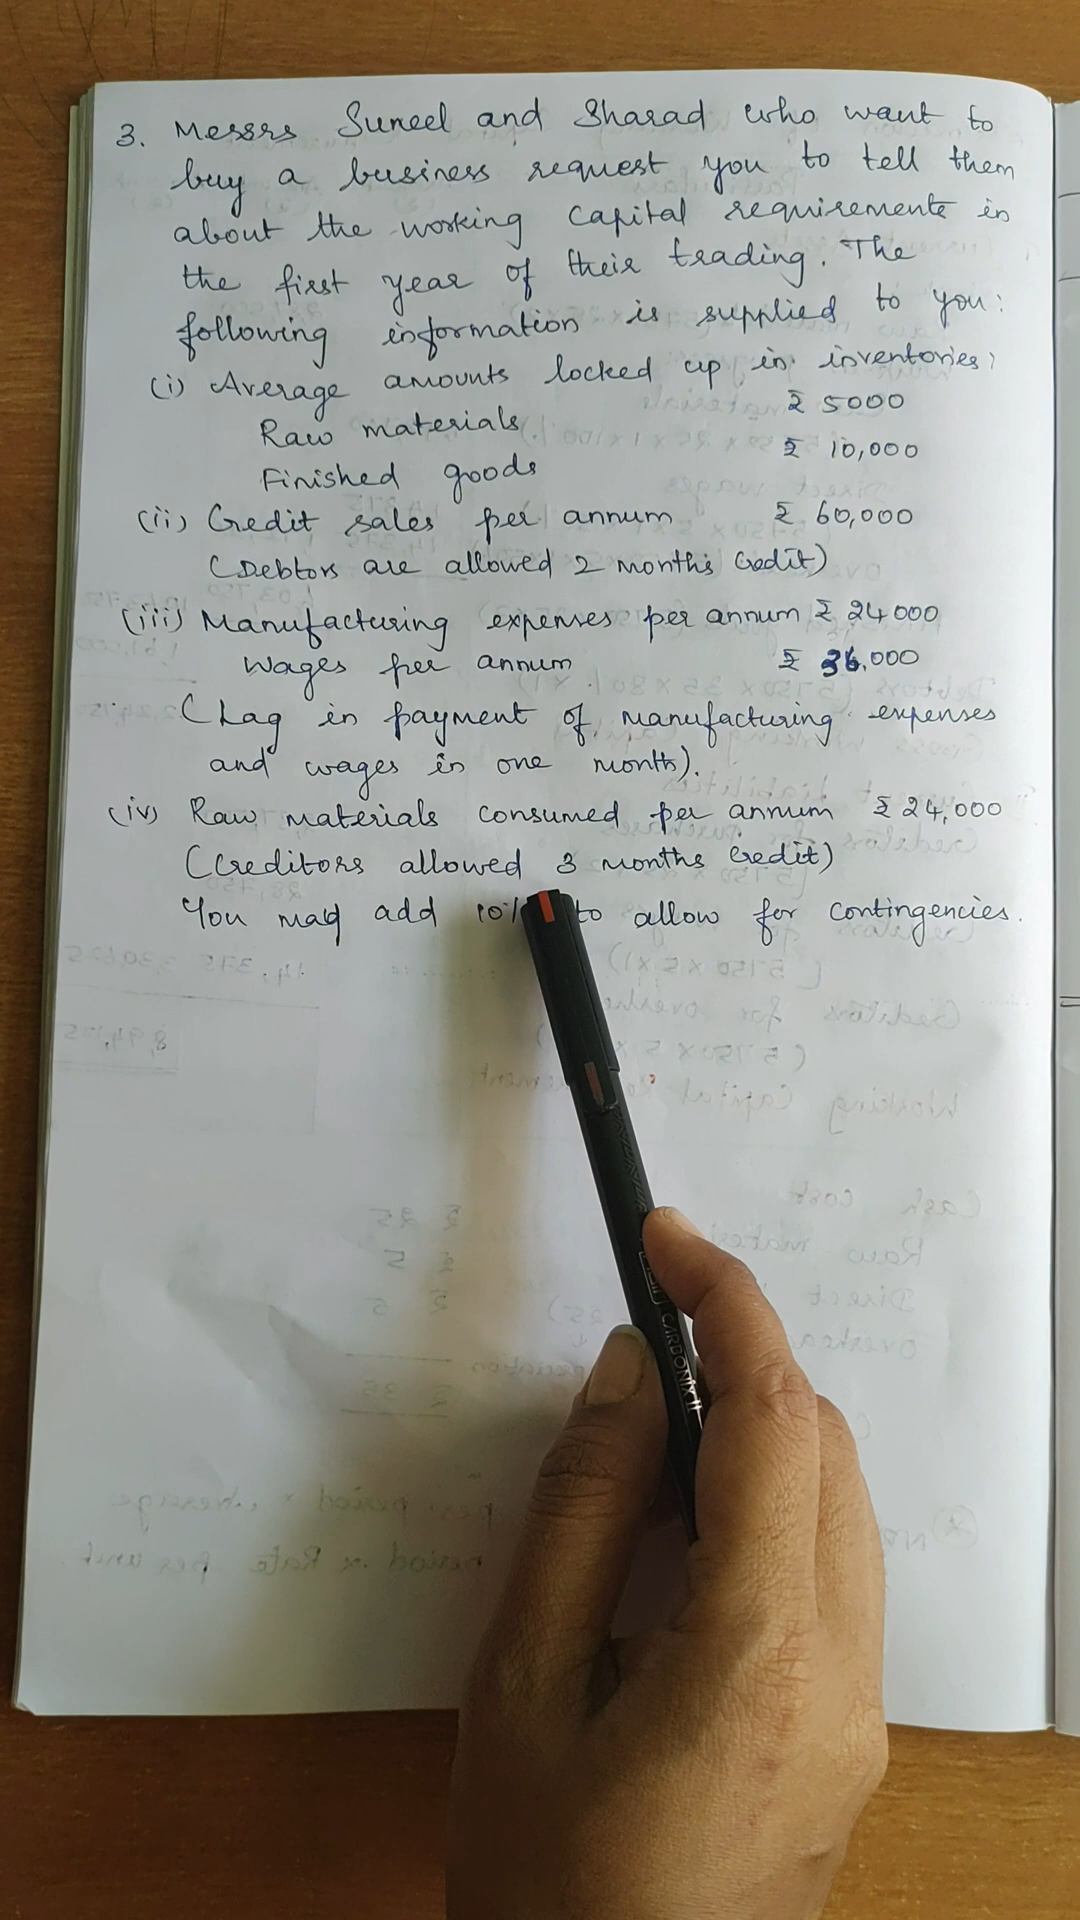 3. Messrs Suneel and Sharad who want to
buy a business request you to tell them
about the working capital requirements in
the first year of their trading. The
following information is supplied to you:
(i) Average amounts locked up in inventories:
Raw materials ₹ 5000
Finished goods ₹ 10,000
(ii) Credit sales per annum ₹ 60,000
(Debtors are allowed 2 months credit)
(iii) Manufacturing expenses per annum ₹ 24000
Wages per annum ₹ 36,000
(Lag in payment of manufacturing expenses
and wages is one month).
(iv) Raw materials consumed per annum ₹ 24,000
(Creditors allowed 3 months credit)
You may add 10% to allow for contingencies.
CARBONIX II